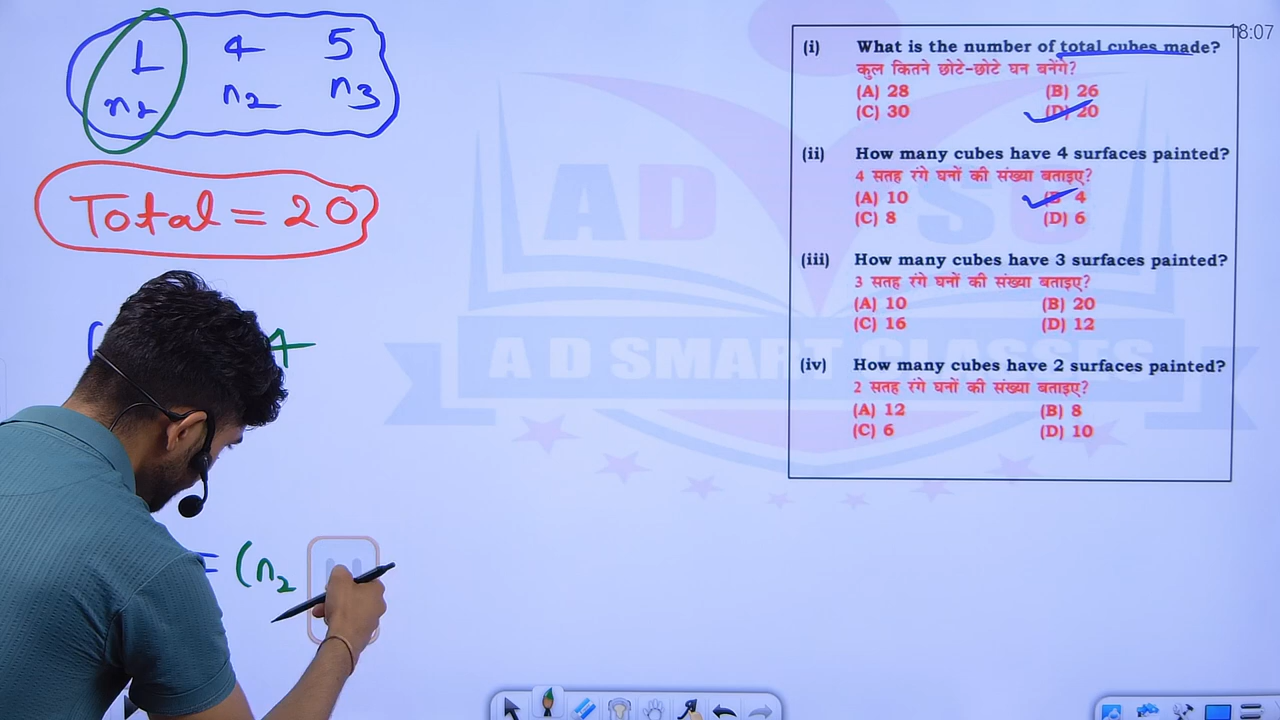 1 4 5
n2 n2 n3
Total = 20
4
= (n2
18:07
(i) What is the number of total cubes made?
कुल कितने छोटे-छोटे घन बनेंगे?
(A) 28 (B) 26
(C) 30 (D) 20
(ii) How many cubes have 4 surfaces painted?
4 सतह रंगे घनों की संख्या बताइए?
(A) 10 (B) 4
(C) 8 (D) 6
(iii) How many cubes have 3 surfaces painted?
3 सतह रंगे घनों की संख्या बताइए?
(A) 10 (B) 20
(C) 16 (D) 12
(iv) How many cubes have 2 surfaces painted?
2 सतह रंगे घनों की संख्या बताइए?
(A) 12 (B) 8
(C) 6 (D) 10
A D SMART CLASSES